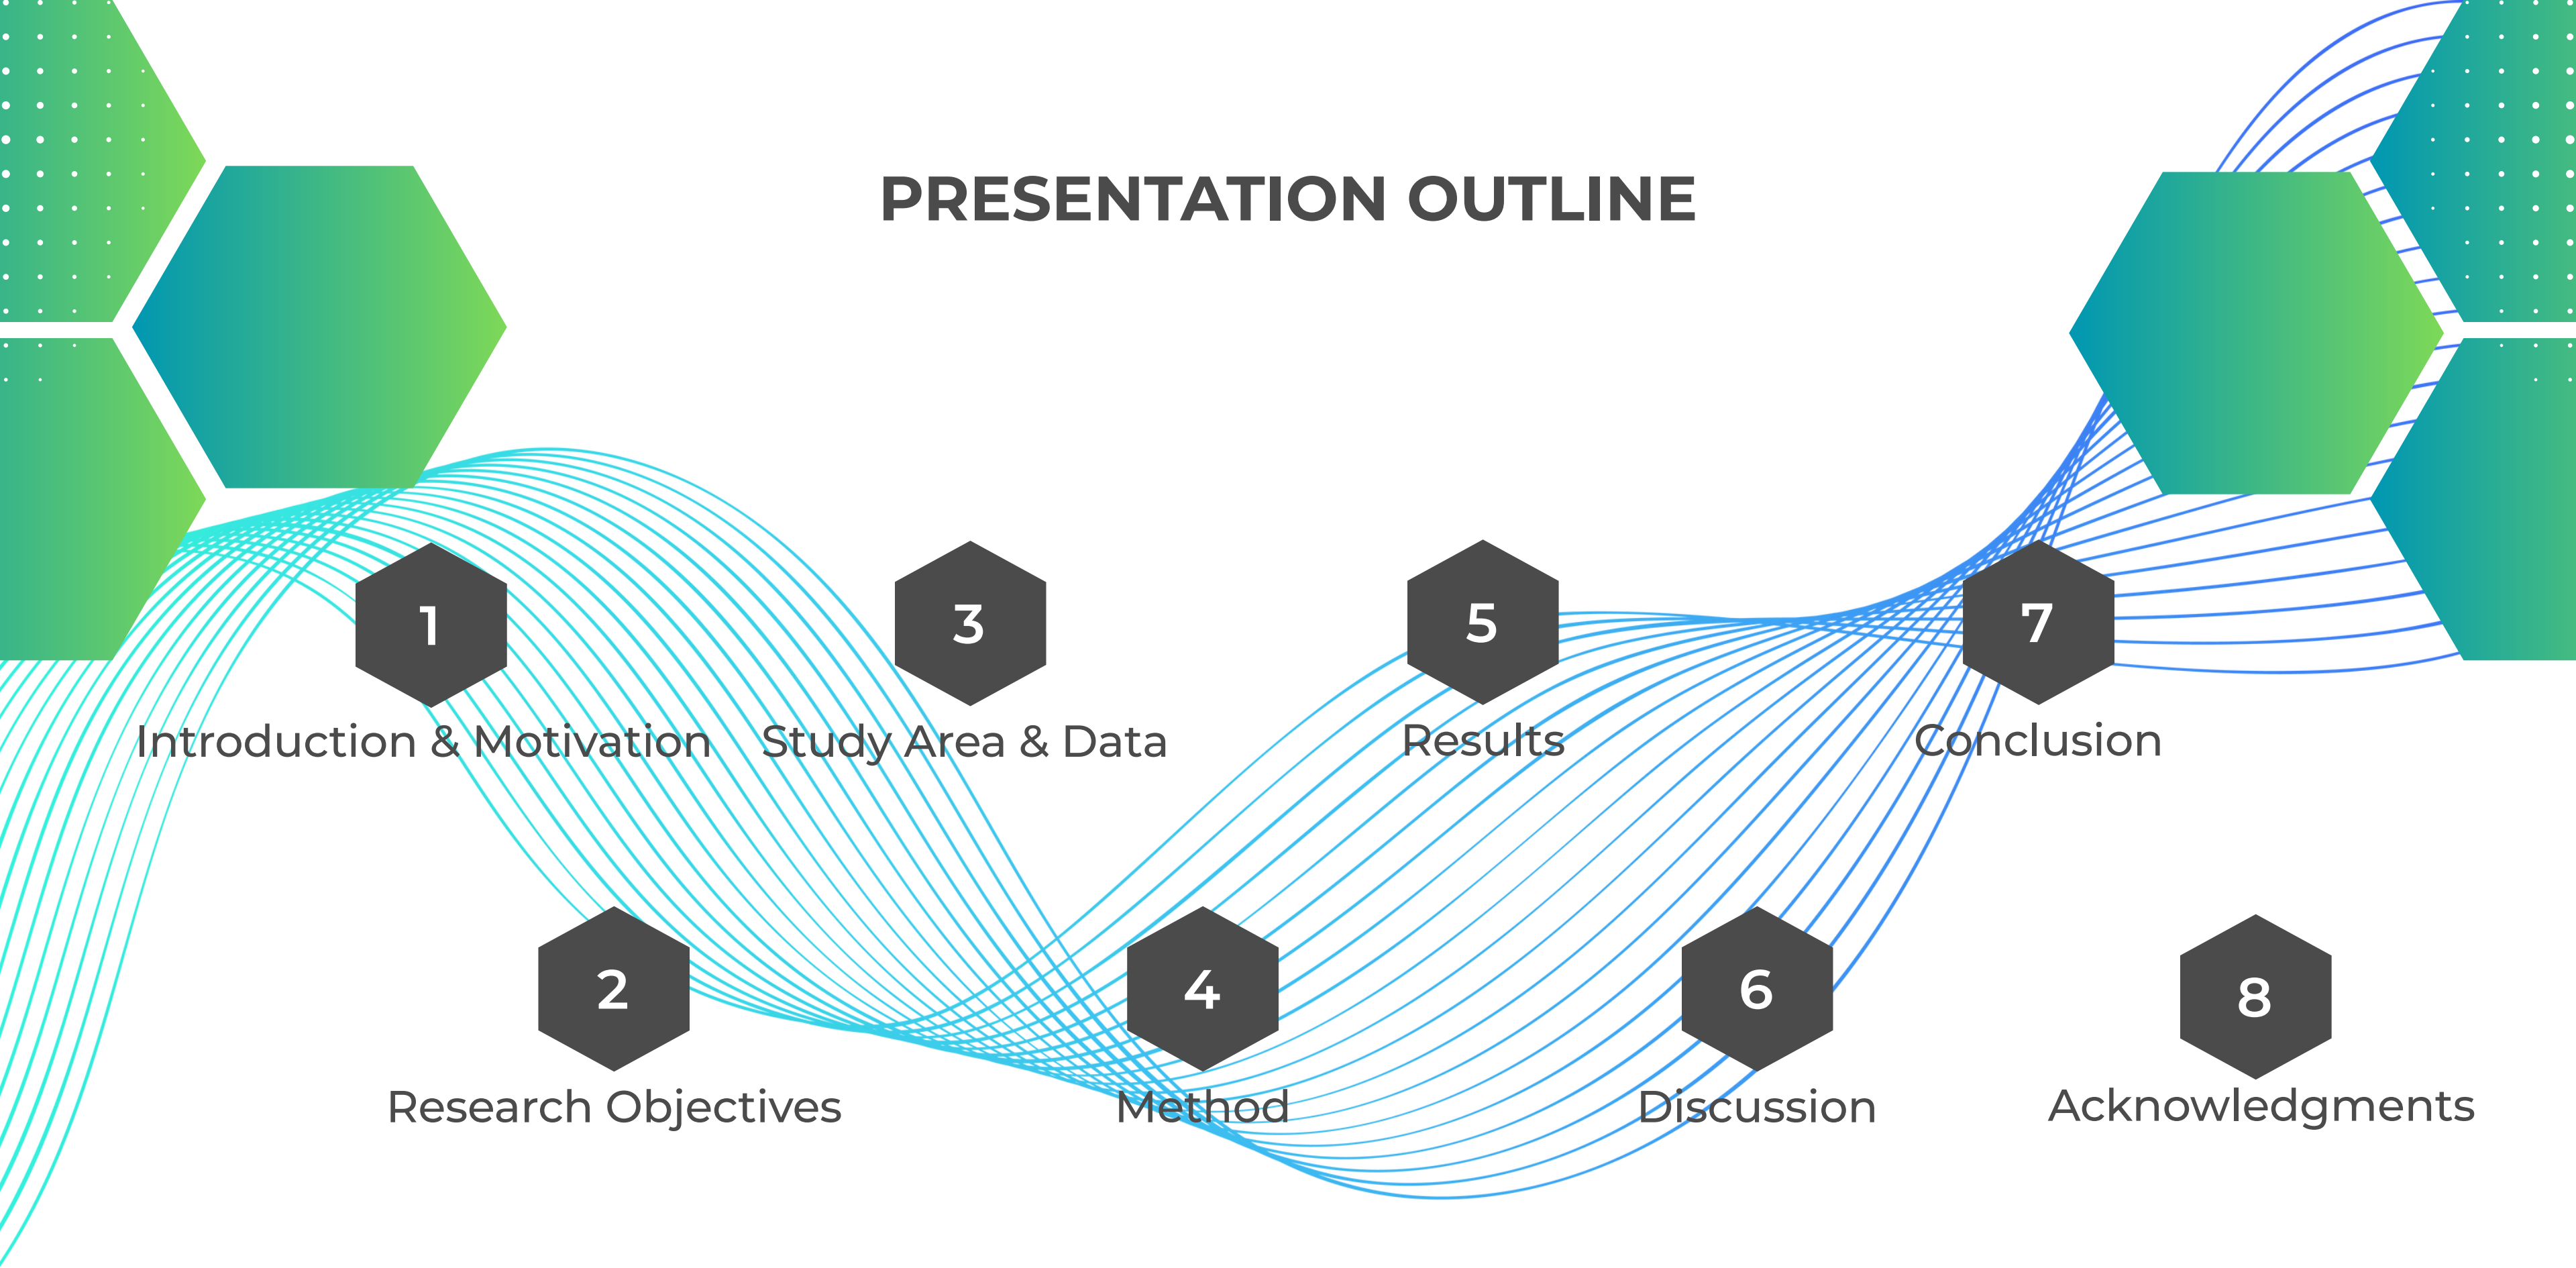 PRESENTATION OUTLINE
1
Introduction & Motivation
2
Research Objectives
3
Study Area & Data
4
Method
5
Results
6
Discussion
7
Conclusion
8
Acknowledgments